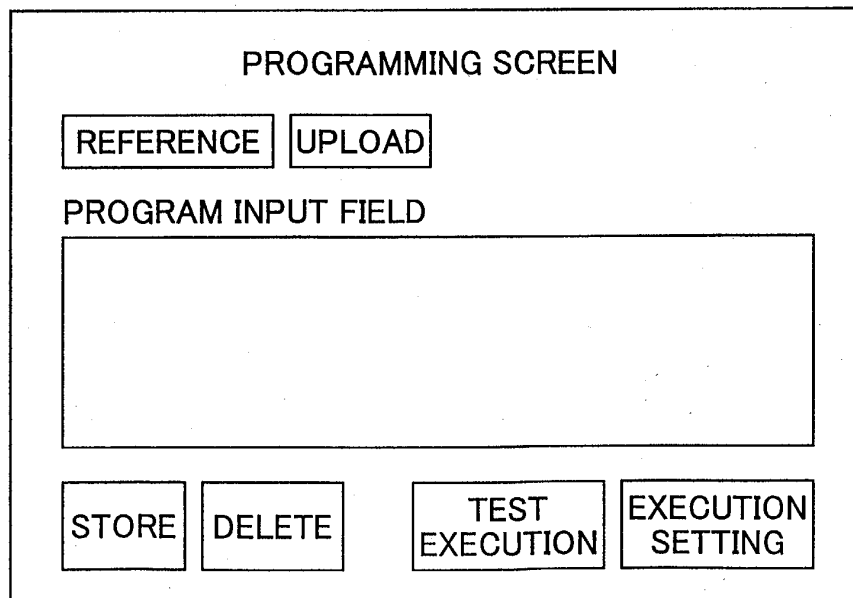 PROGRAMMING SCREEN
REFERENCE UPLOAD
PROGRAM INPUT FIELD
STORE DELETE TEST EXECUTION EXECUTION SETTING